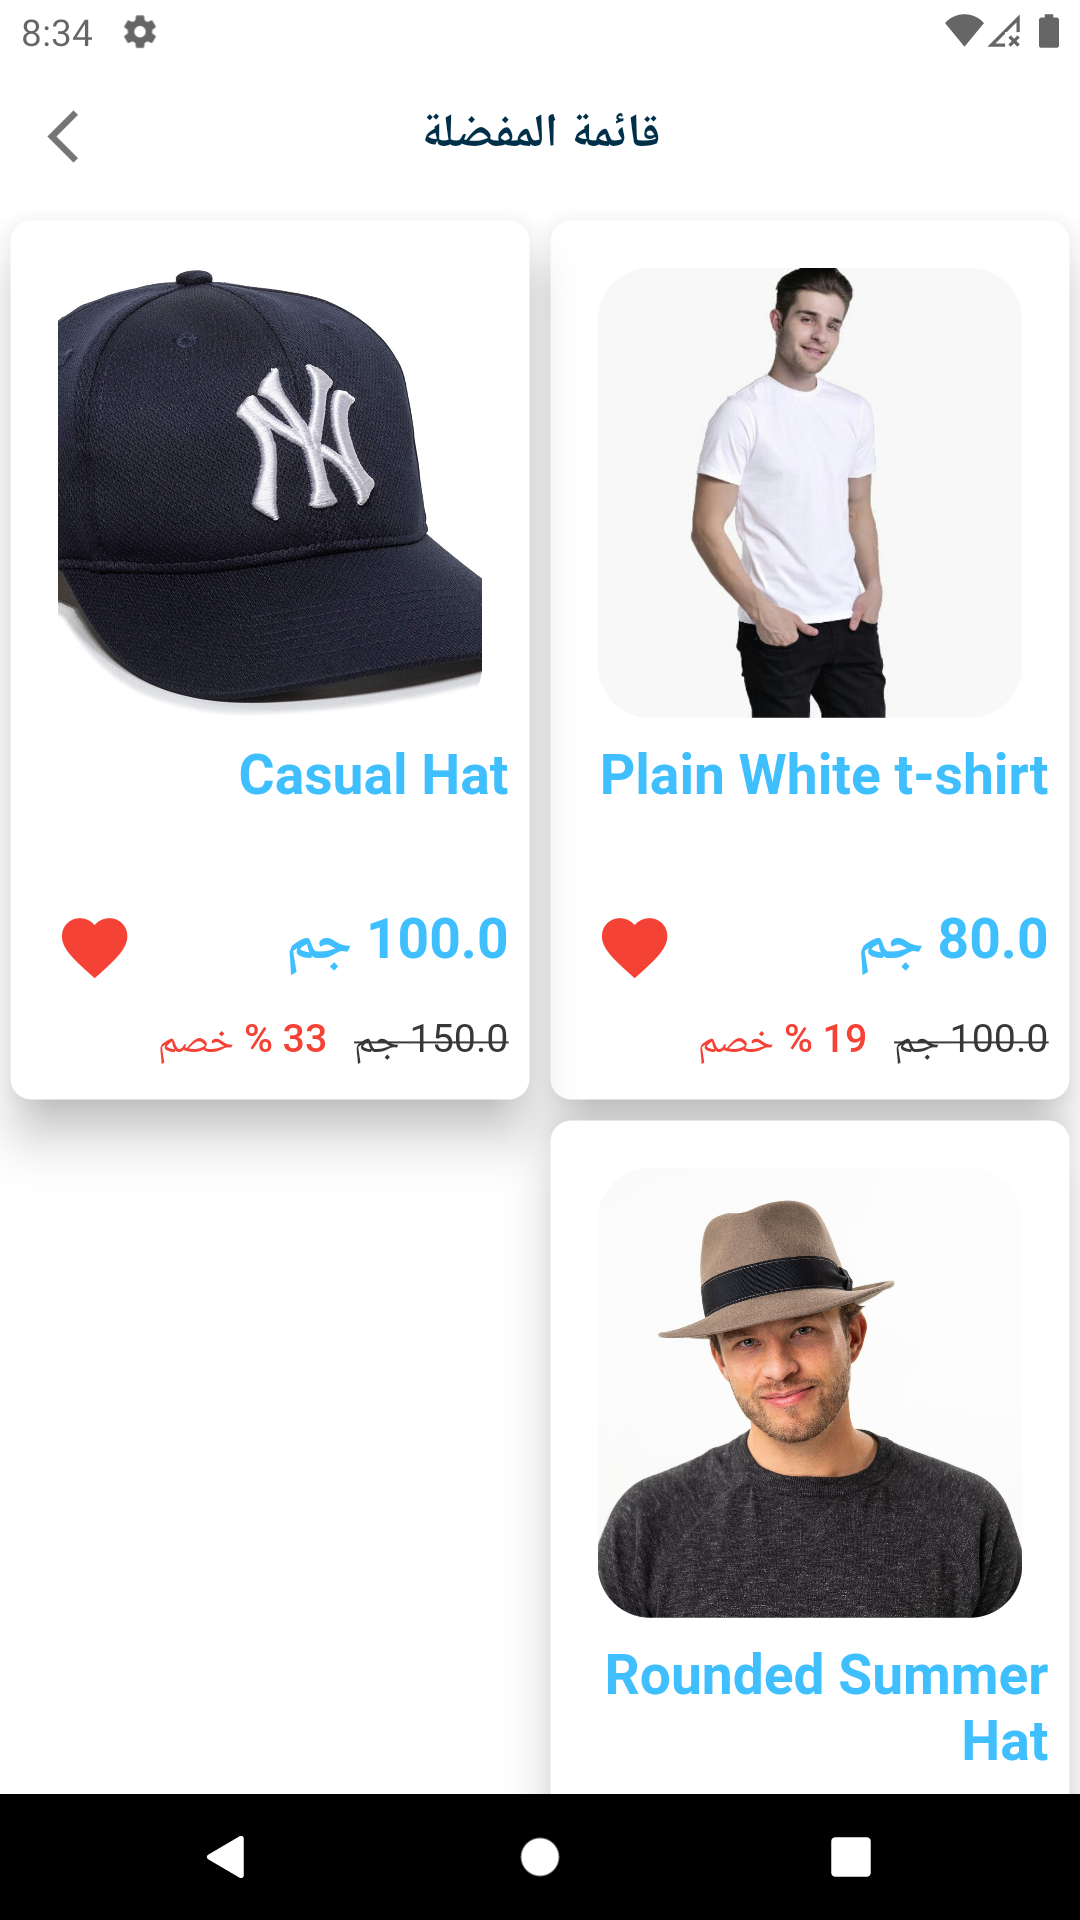 8:34
قائمة المفضلة
Plain White t-shirt
80.0 جم
100.0 جم 19 % خصم
Casual Hat
100.0 جم
150.0 جم 33 % خصم
Rounded Summer
Hat